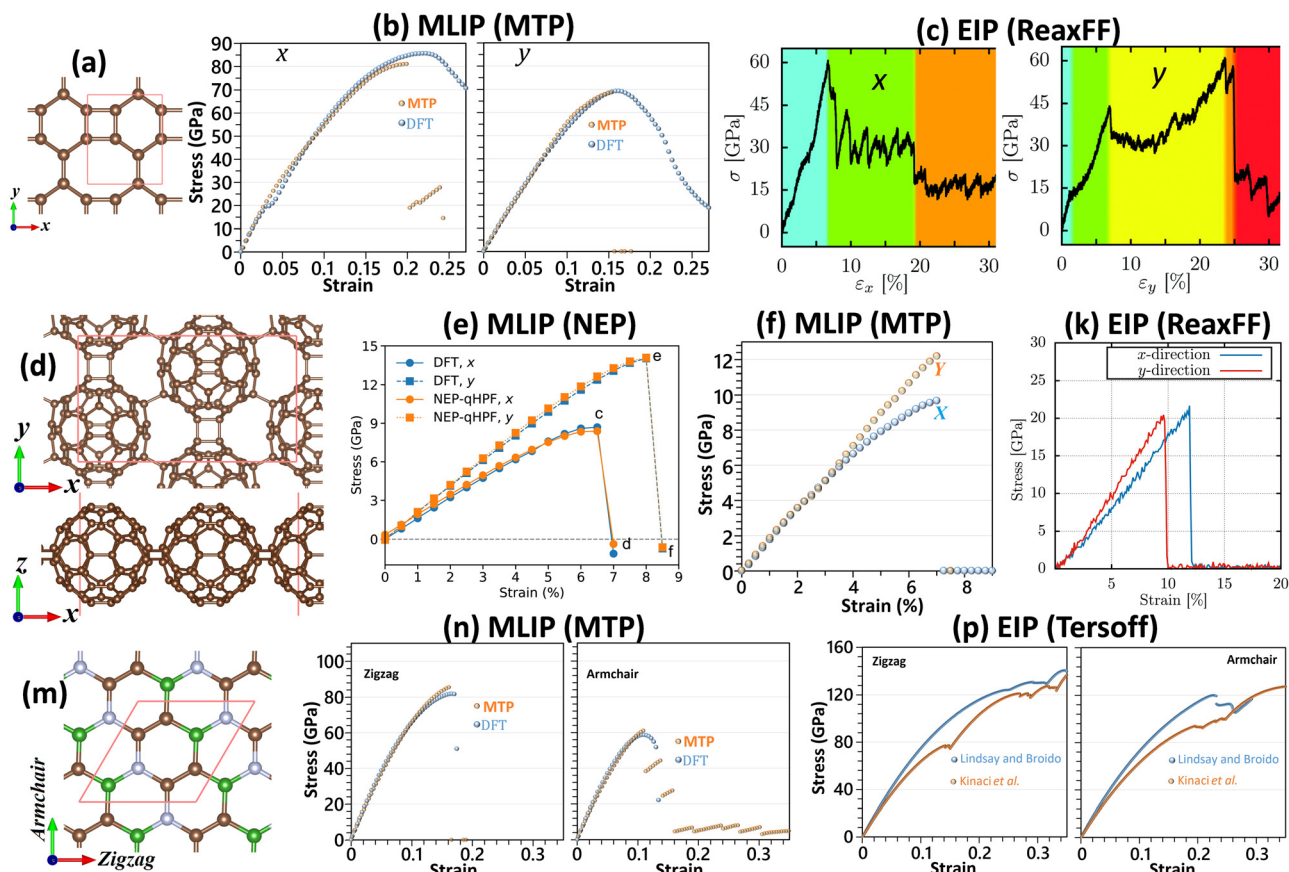 (a)
y
x
(b) MLIP (MTP)
x
Stress (GPa)
90
80
70
60
50
40
30
20
10
0
MTP
DFT
0
0.05
0.1
0.15
0.2
0.25
Strain
y
MTP
DFT
0
0.05
0.1
0.15
0.2
0.25
Strain
(c) EIP (ReaxFF)
x
σ [GPa]
60
45
30
15
0
0
10
20
30
εx [%]
y
σ [GPa]
60
45
30
15
0
0
10
20
30
εy [%]
(d)
y
x
z
x
(e) MLIP (NEP)
Stress (GPa)
15
12
9
6
3
0
DFT, x
DFT, y
NEP-qHPF, x
NEP-qHPF, y
c
d
e
f
0
1
2
3
4
5
6
7
8
9
Strain (%)
(f) MLIP (MTP)
Stress (GPa)
12
10
8
6
4
2
0
Y
X
0
2
4
6
8
Strain (%)
(k) EIP (ReaxFF)
x-direction
y-direction
Stress [GPa]
30
25
20
15
10
5
0
5
10
15
20
Strain [%]
(m)
Armchair
Zigzag
(n) MLIP (MTP)
Stress (GPa)
100
80
60
40
20
0
Zigzag
MTP
DFT
0
0.1
0.2
0.3
Strain
Armchair
MTP
DFT
0
0.1
0.2
0.3
Strain
(p) EIP (Tersoff)
Stress (GPa)
160
120
80
40
0
Zigzag
Lindsay and Broido
Kinaci et al.
0
0.1
0.2
0.3
Strain
Armchair
Lindsay and Broido
Kinaci et al.
0
0.1
0.2
0.3
Strain